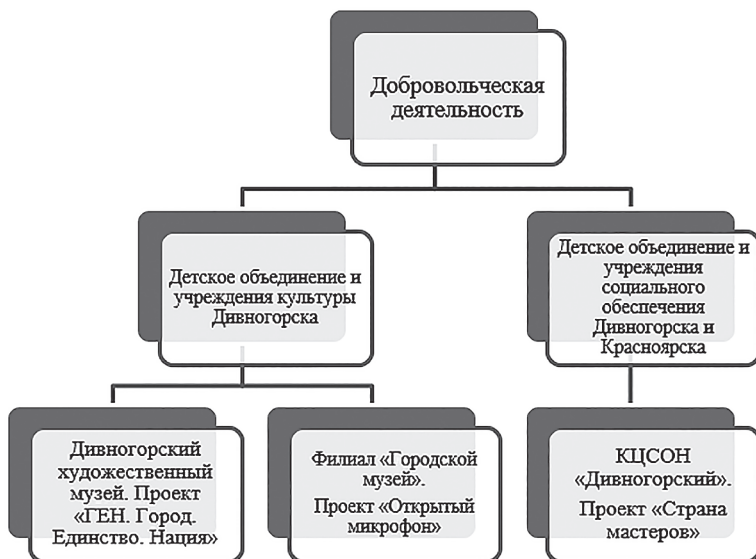 Добровольческая
деятельность
Детское объединение и
учреждения культуры
Дивногорска
Детское объединение и
учреждения
социального
обеспечения
Дивногорска и
Красноярска
Дивногорский
художественный
музей. Проект
«ГЕН. Город.
Единство. Нация»
Филиал «Городской
музей».
Проект «Открытый
микрофон»
КЦСОН
«Дивногорский».
Проект «Страна
мастеров»